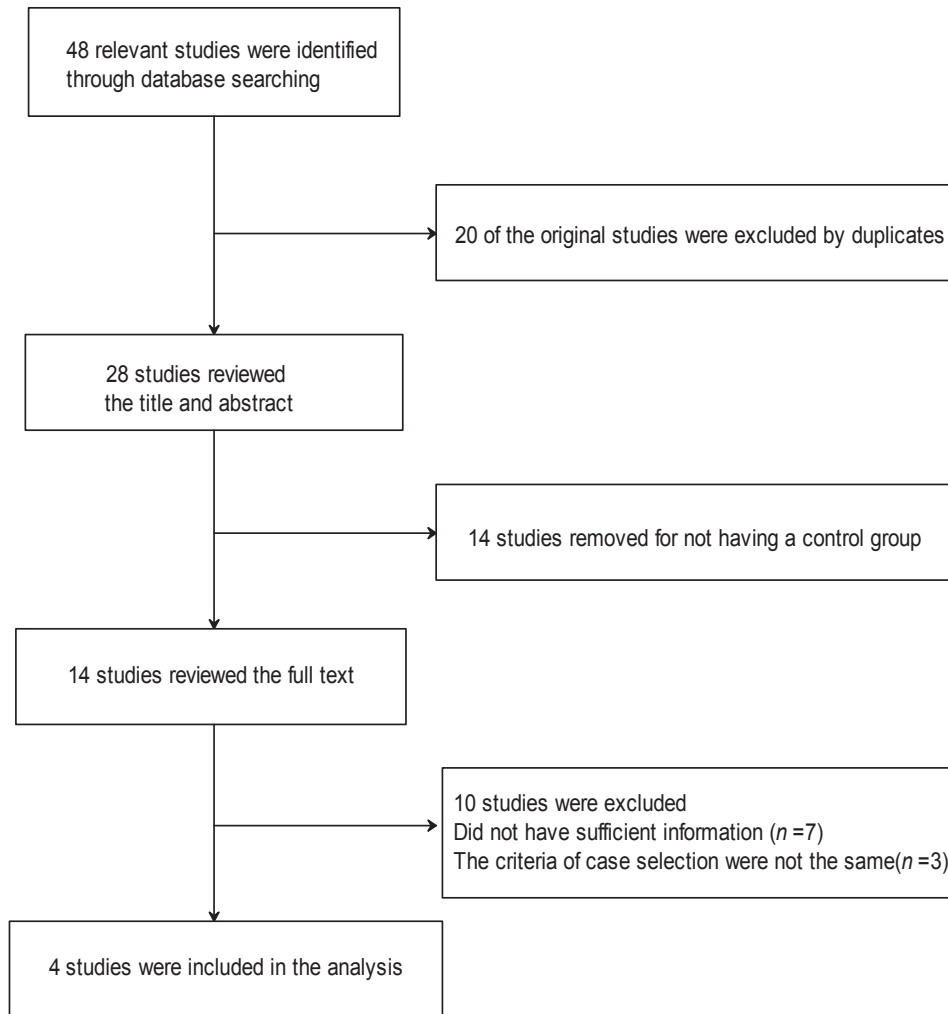 48 relevant studies were identified
through database searching
20 of the original studies were excluded by duplicates
28 studies reviewed
the title and abstract
14 studies removed for not having a control group
14 studies reviewed the full text
10 studies were excluded
Did not have sufficient information (n =7)
The criteria of case selection were not the same(n =3)
4 studies were included in the analysis